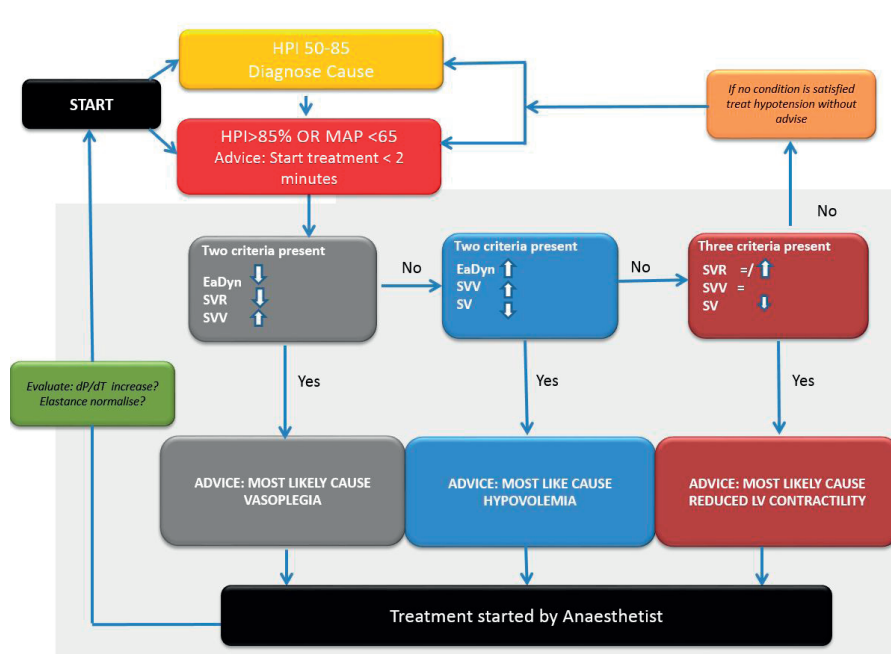 HPI 50-85
Diagnose Cause
START
If no condition is satisfied
treat hypotension without
advise
HPI>85% OR MAP <65
Advice: Start treatment < 2
minutes
No
Two criteria present
EaDyn
SVR
SVV
No
Two criteria present
EaDyn
SVV
SV
No
Three criteria present
SVR =/
SVV =
SV
Evaluate: dP/dT increase?
Elastance normalise?
Yes
Yes
Yes
ADVICE: MOST LIKELY CAUSE
VASOPLEGIA
ADVICE: MOST LIKE CAUSE
HYPOVOLEMIA
ADVICE: MOST LIKELY CAUSE
REDUCED LV CONTRACTILITY
Treatment started by Anaesthetist